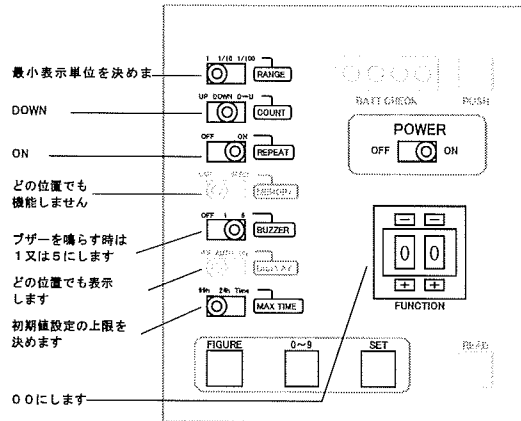 最小表示単位を決めま
1 1/10 1/100
RANGE
DOWN
UP DOWN D↔U
COUNT
ON
OFF ON
REPEAT
どの位置でも
機能しません
MEMORY
ブザーを鳴らす時は
1又は5にします
OFF 1 5
BUZZER
どの位置でも表示
します
AUTO
DISPLAY
初期値設定の上限を
決めます
99h 24h Time
MAX TIME
BATT CHECK
PUSH
POWER
OFF ON
－ －
0 0
＋ ＋
FUNCTION
FIGURE
0〜9
SET
READ
００にします